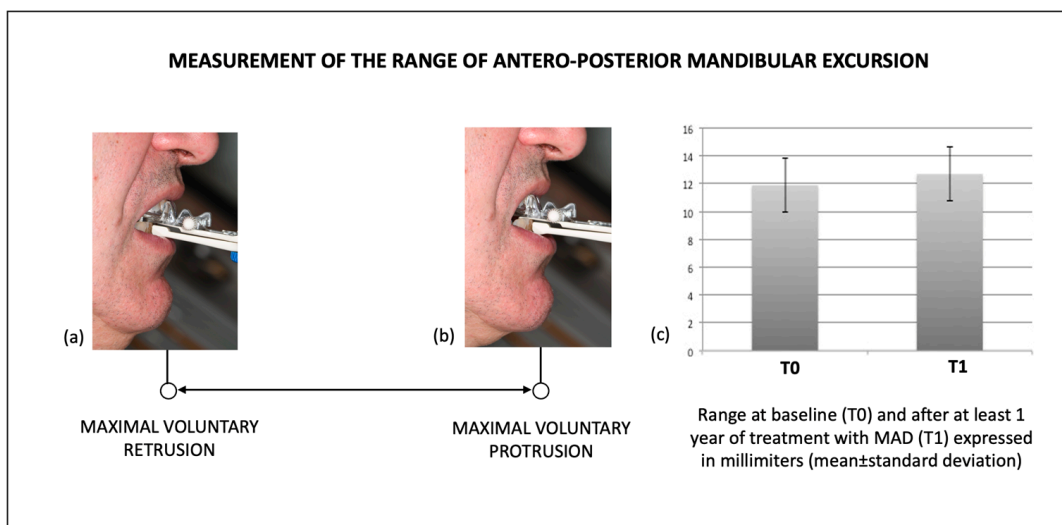 MEASUREMENT OF THE RANGE OF ANTERO-POSTERIOR MANDIBULAR EXCURSION
(a)
MAXIMAL VOLUNTARY
RETRUSION
(b)
MAXIMAL VOLUNTARY
PROTRUSION
(c)
16
14
12
10
8
6
4
2
0
T0 T1
Range at baseline (T0) and after at least 1
year of treatment with MAD (T1) expressed
in millimiters (mean±standard deviation)